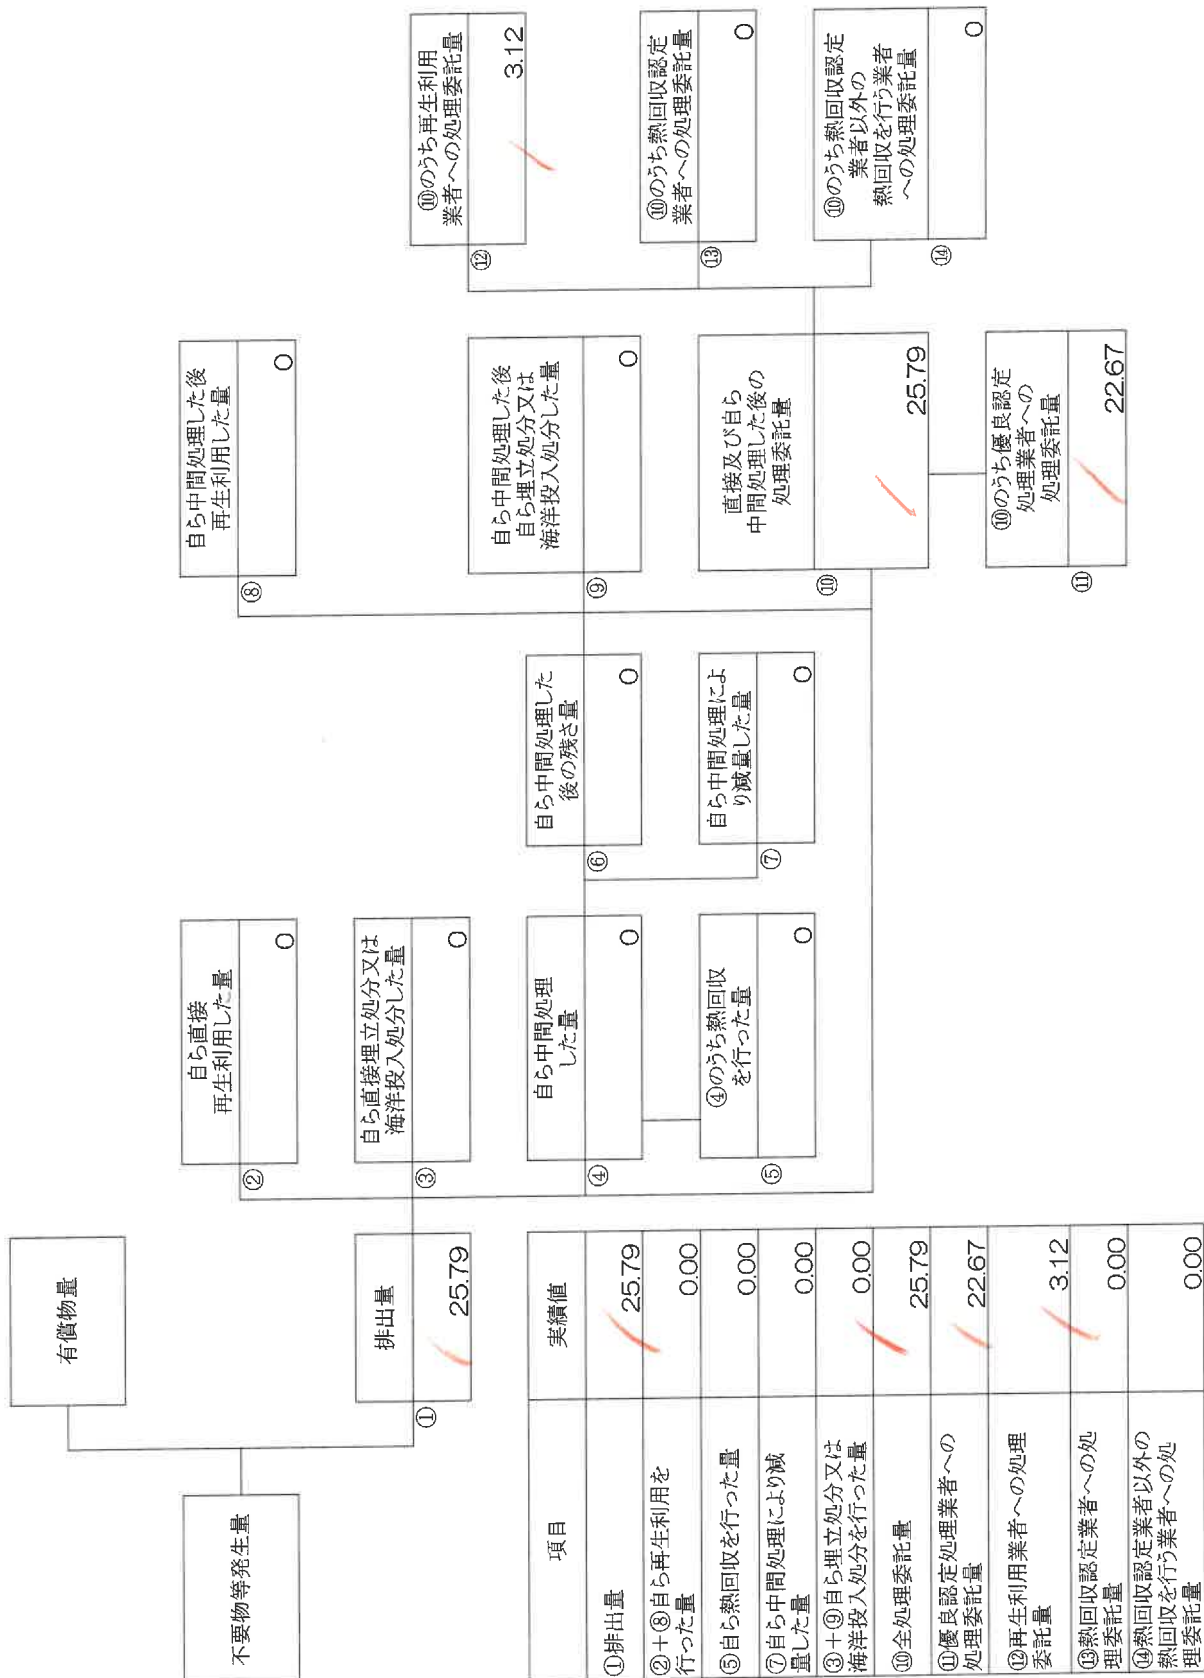 不要物等発生量
有償物量
①
排出量
25.79
②
自ら直接
再生利用した量
0
③
自ら直接埋立処分又は
海洋投入処分した量
0
④
自ら中間処理
した量
0
⑤
④のうち熱回収
を行った量
0
⑥
自ら中間処理した
後の残さ量
0
⑦
自ら中間処理によ
り減量した量
0
⑧
自ら中間処理した後
再生利用した量
0
⑨
自ら中間処理した後
自ら埋立処分又は
海洋投入処分した量
0
⑩
直接及び自ら
中間処理した後の
処理委託量
25.79
⑪
⑩のうち優良認定
処理業者への
処理委託量
22.67
⑫
⑩のうち再生利用
業者への処理委託量
3.12
⑬
⑩のうち熱回収認定
業者への処理委託量
0
⑭
⑩のうち熱回収認定
業者以外の
熱回収を行う業者
への処理委託量
0
項目 実績値
①排出量 25.79
②+⑧自ら再生利用を
行った量 0.00
⑤自ら熱回収を行った量 0.00
⑦自ら中間処理により減
量した量 0.00
③+⑨自ら埋立処分又は
海洋投入処分を行った量 0.00
⑩全処理委託量 25.79
⑪優良認定処理業者への
処理委託量 22.67
⑫再生利用業者への処理
委託量 3.12
⑬熱回収認定業者への処
理委託量 0.00
⑭熱回収認定業者以外の
熱回収を行う業者への処
理委託量 0.00